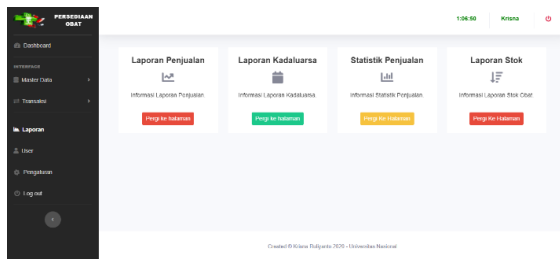 PERSEDIAAN
OBAT
1:04:50 Krisna
Dashboard
INTERFACE
Master Data
Transaksi
Laporan
User
Pengaturan
Log out
Laporan Penjualan
Informasi Laporan Penjualan.
Pergi ke halaman
Laporan Kadaluarsa
Informasi Laporan Kadaluarsa.
Pergi ke halaman
Statistik Penjualan
Informasi Statistik Penjualan.
Pergi Ke Halaman
Laporan Stok
Informasi Laporan Stok Obat
Pergi Ke Halaman
Created © Krisna 2020 - Universitas Nasional